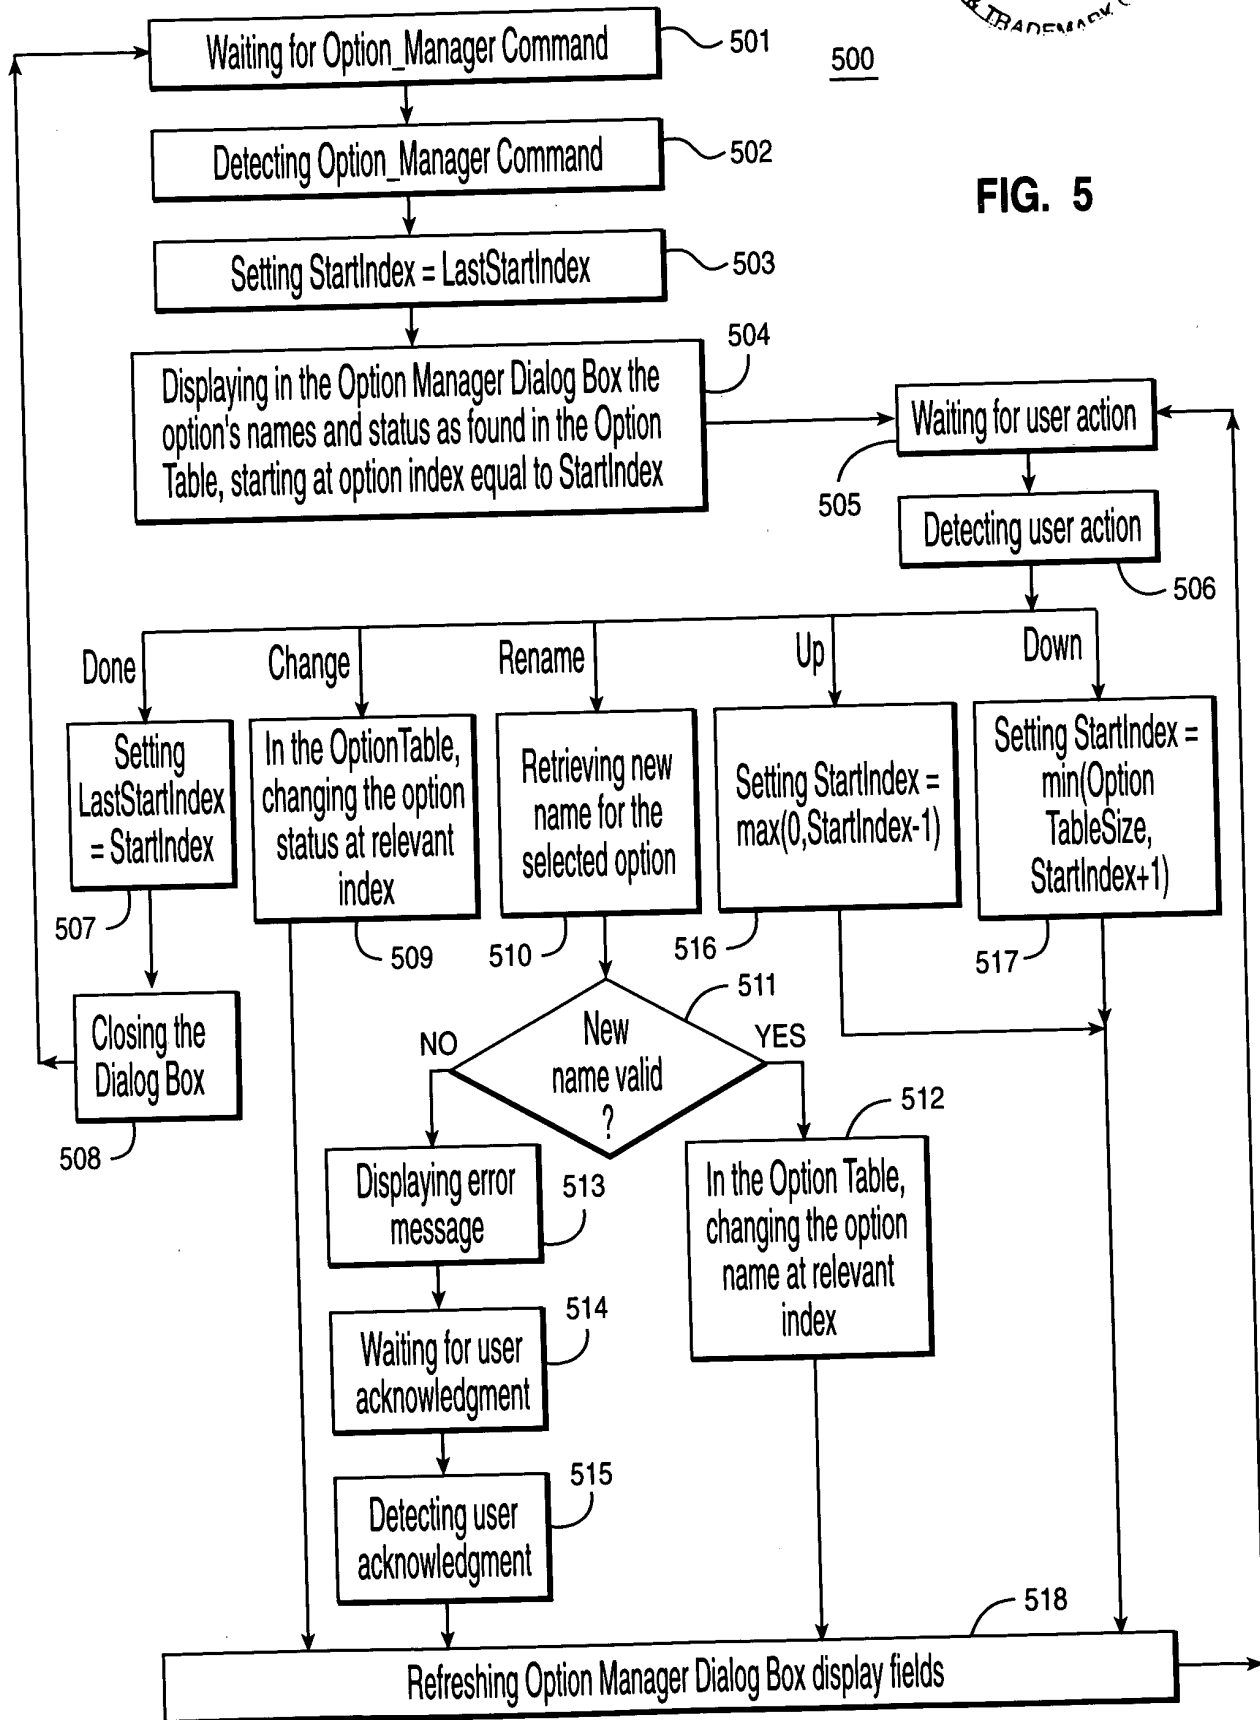 & TRADEMARK
Waiting for Option_Manager Command
501
500
Detecting Option_Manager Command
502
FIG. 5
Setting StartIndex = LastStartIndex
503
504
Displaying in the Option Manager Dialog Box the
option's names and status as found in the Option
Table, starting at option index equal to StartIndex
Waiting for user action
505
Detecting user action
506
Done
Change
Rename
Up
Down
Setting
LastStartIndex
= StartIndex
507
In the OptionTable,
changing the option
status at relevant
index
509
Retrieving new
name for the
selected option
510
Setting StartIndex =
max(0,StartIndex-1)
516
Setting StartIndex =
min(Option
TableSize,
StartIndex+1)
517
Closing the
Dialog Box
508
511
New
name valid
?
NO
YES
512
Displaying error
message
513
In the Option Table,
changing the option
name at relevant
index
Waiting for user
acknowledgment
514
Detecting user
acknowledgment
515
518
Refreshing Option Manager Dialog Box display fields